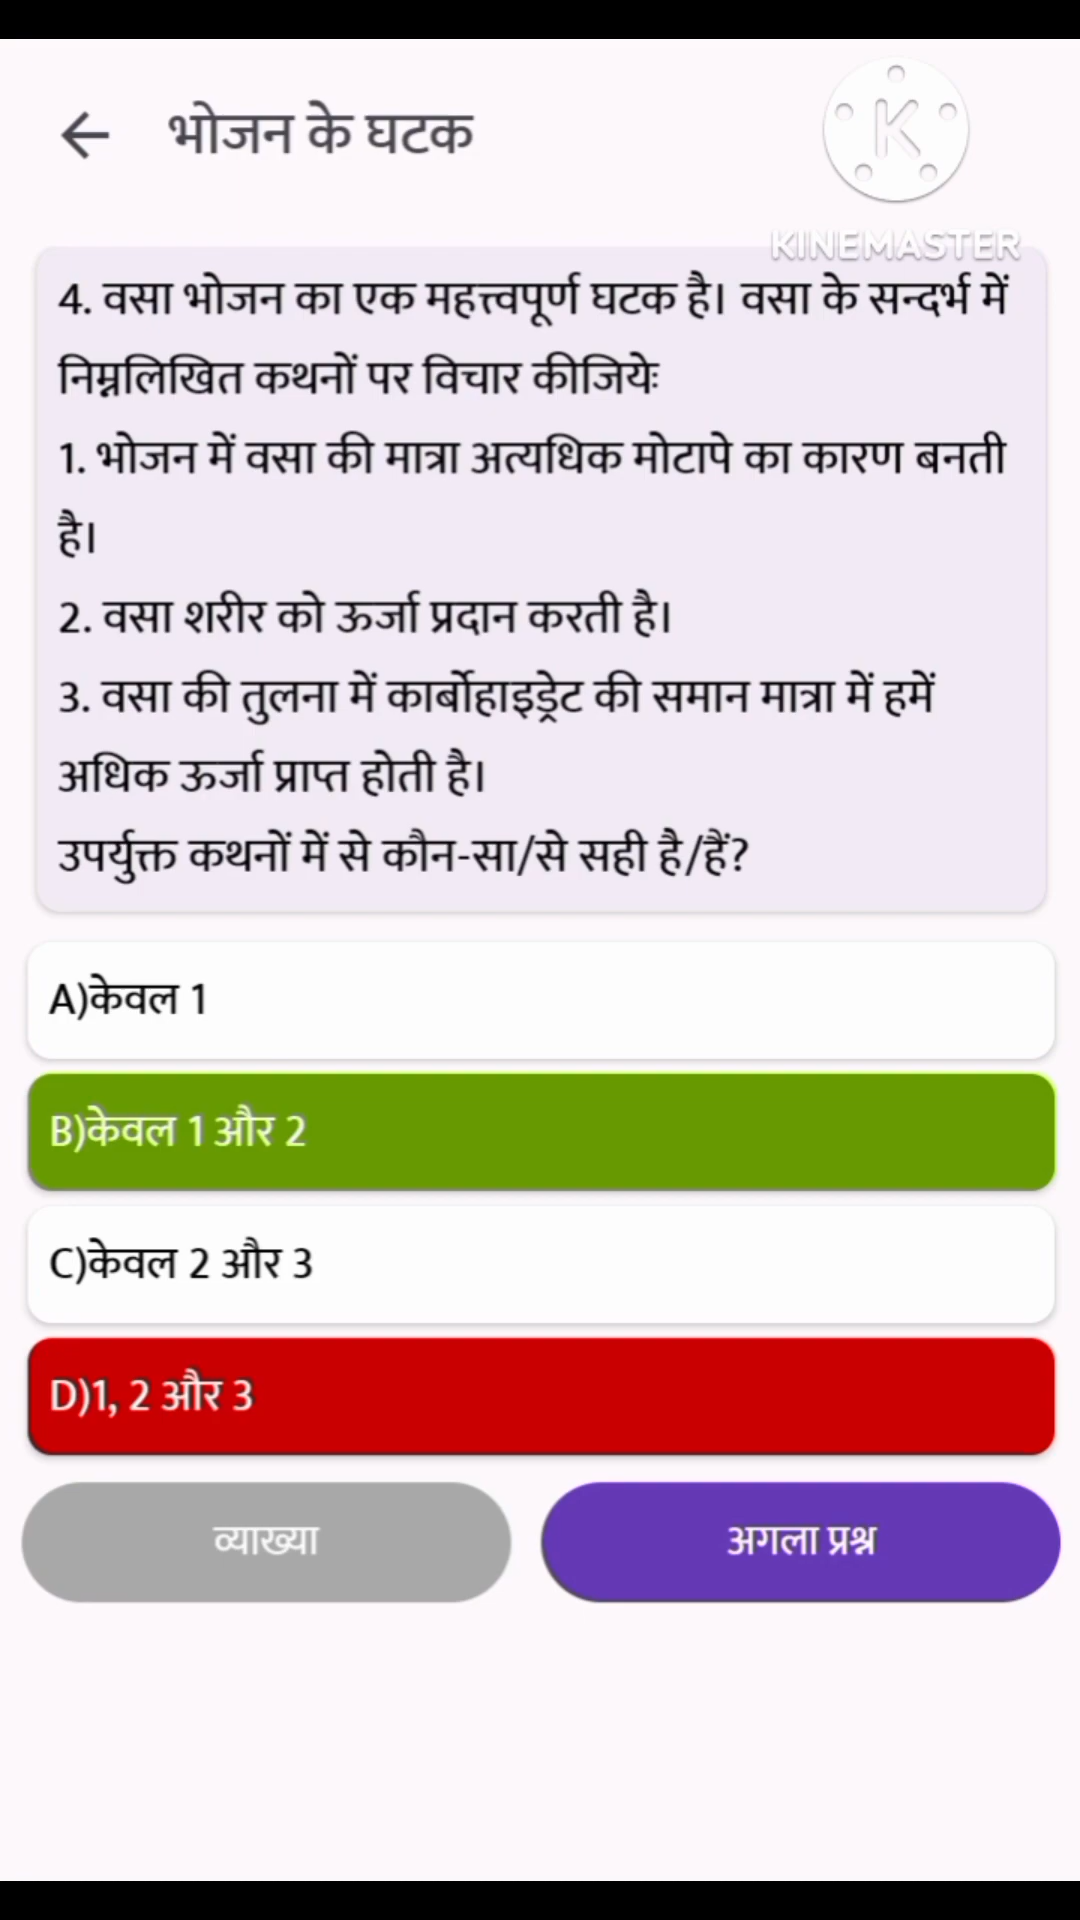 भोजन के घटक
K
KINEMASTER
4. वसा भोजन का एक महत्त्वपूर्ण घटक है। वसा के सन्दर्भ में
निम्नलिखित कथनों पर विचार कीजियेः
1. भोजन में वसा की मात्रा अत्यधिक मोटापे का कारण बनती
है।
2. वसा शरीर को ऊर्जा प्रदान करती है।
3. वसा की तुलना में कार्बोहाइड्रेट की समान मात्रा में हमें
अधिक ऊर्जा प्राप्त होती है।
उपर्युक्त कथनों में से कौन-सा/से सही है/हैं?
A)केवल 1
B)केवल 1 और 2
C)केवल 2 और 3
D)1, 2 और 3
व्याख्या
अगला प्रश्न